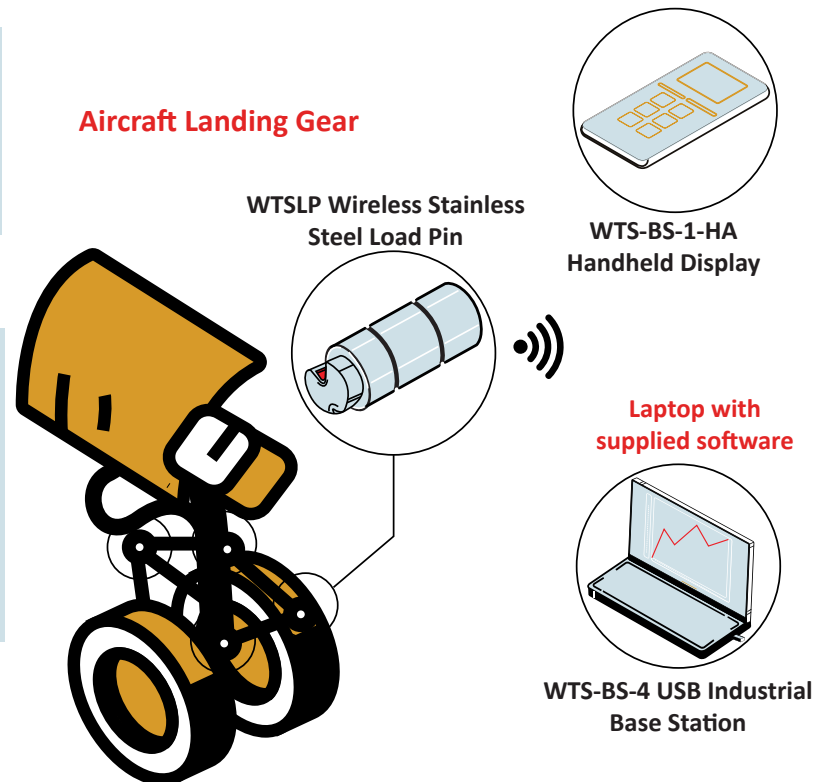 Aircraft Landing Gear
WTSLP Wireless Stainless
Steel Load Pin
WTS-BS-1-HA
Handheld Display
Laptop with
supplied software
WTS-BS-4 USB Industrial
Base Station